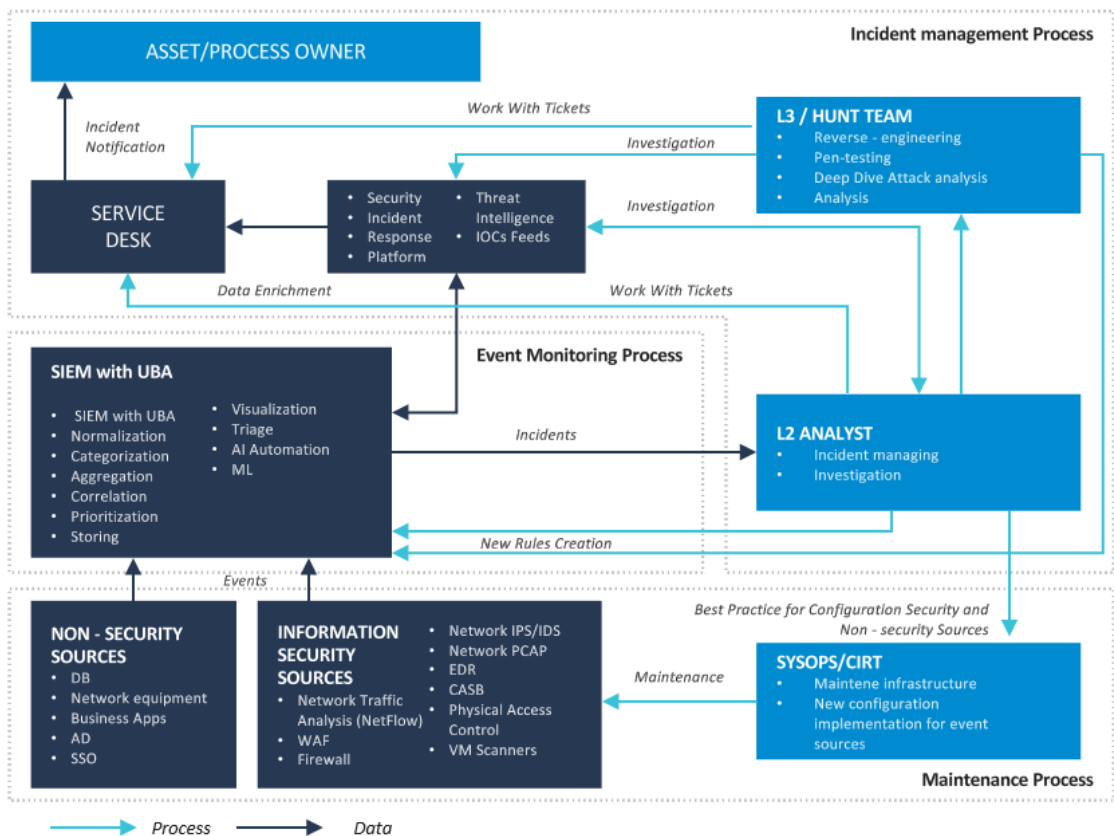 Incident management Process
ASSET/PROCESS OWNER
Incident
Notification
Work With Tickets
Investigation
L3 / HUNT TEAM
• Reverse - engineering
• Pen-testing
• Deep Dive Attack analysis
• Analysis
SERVICE
DESK
• Security
• Incident
• Response
• Platform
• Threat
Intelligence
• IOCs Feeds
Investigation
Data Enrichment
Work With Tickets
Event Monitoring Process
SIEM with UBA
• SIEM with UBA
• Normalization
• Categorization
• Aggregation
• Correlation
• Prioritization
• Storing
• Visualization
• Triage
• AI Automation
• ML
Incidents
L2 ANALYST
• Incident managing
• Investigation
New Rules Creation
Events
Best Practice for Configuration Security and
Non - security Sources
NON - SECURITY
SOURCES
• DB
• Network equipment
• Business Apps
• AD
• SSO
INFORMATION
SECURITY
SOURCES
• Network Traffic
Analysis (NetFlow)
• WAF
• Firewall
• Network IPS/IDS
• Network PCAP
• EDR
• CASB
• Physical Access
Control
• VM Scanners
Maintenance
SYSOPS/CIRT
• Maintene infrastructure
• New configuration
implementation for event
sources
Maintenance Process
Process
Data